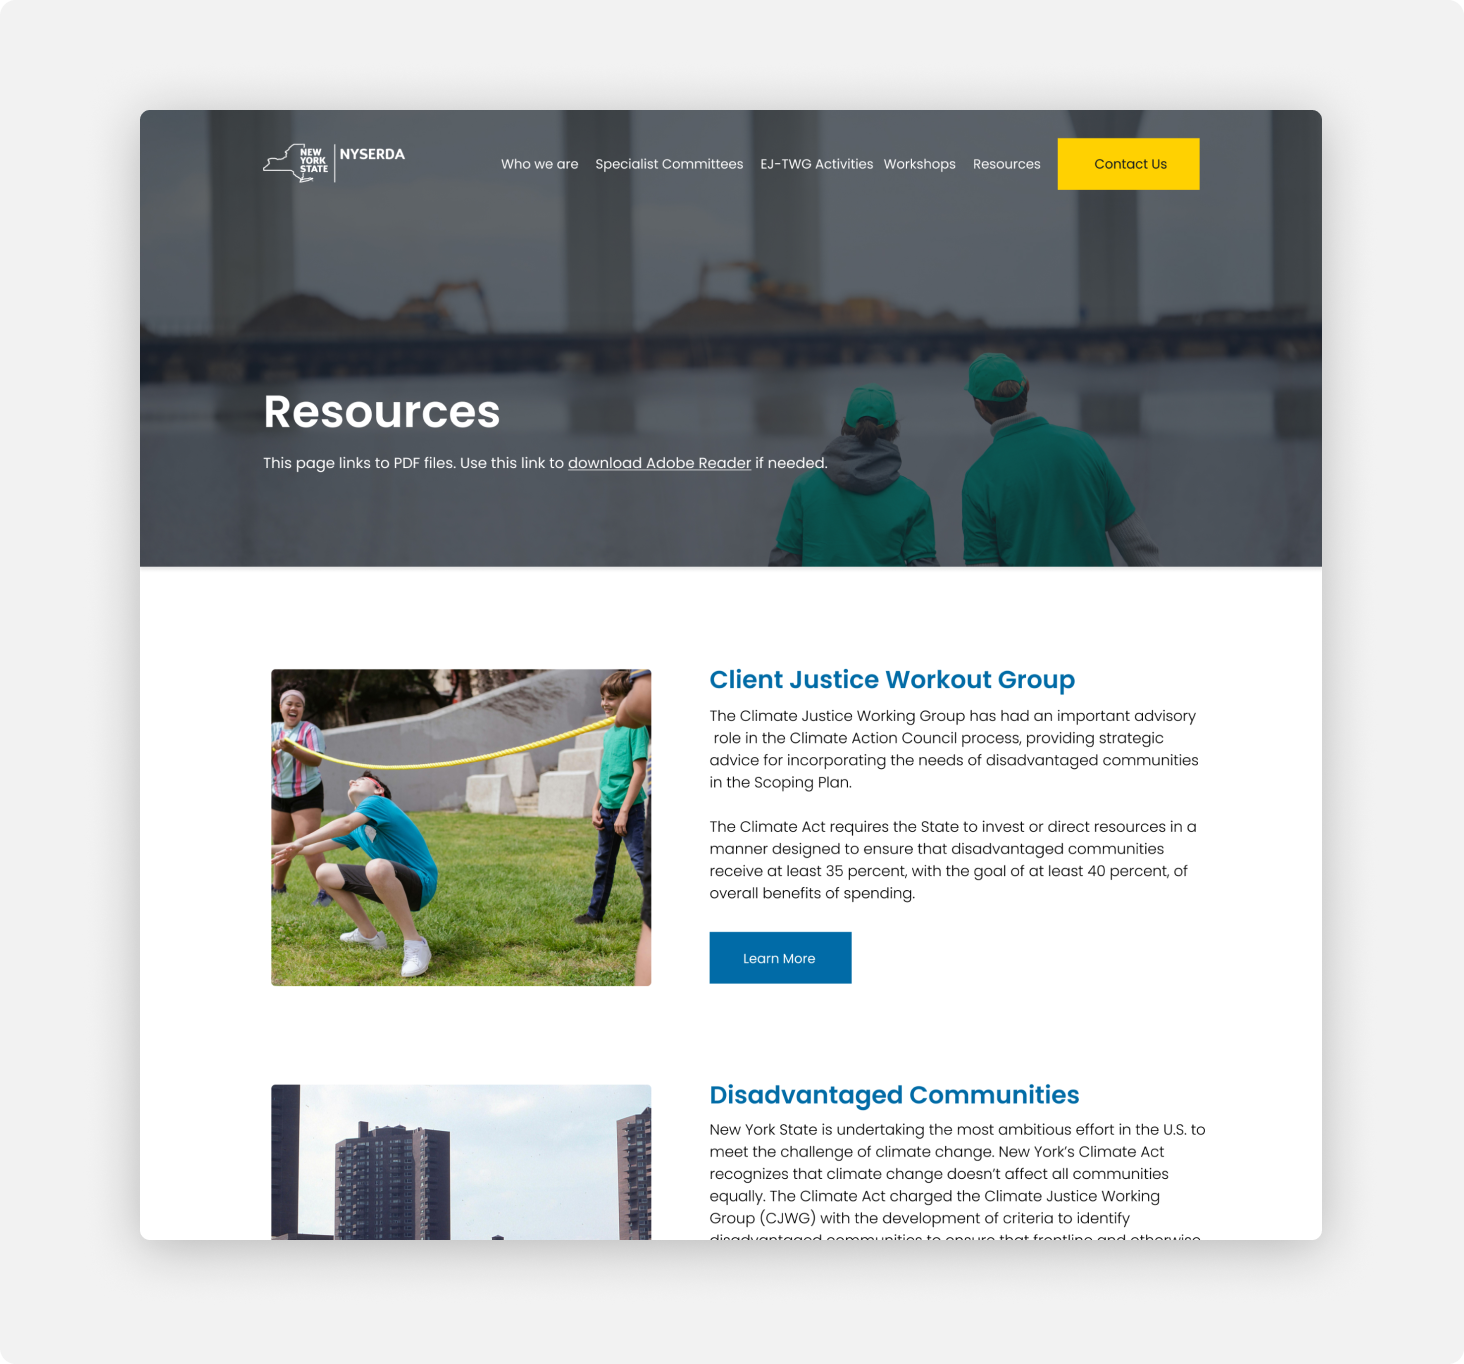 NEW
YORK
STATE
NYSERDA
Who we are
Specialist Committees
EJ-TWG Activities
Workshops
Resources
Contact Us
Resources
This page links to PDF files. Use this link to download Adobe Reader if needed.
Client Justice Workout Group
The Climate Justice Working Group has had an important advisory
role in the Climate Action Council process, providing strategic
advice for incorporating the needs of disadvantaged communities
in the Scoping Plan.
The Climate Act requires the State to invest or direct resources in a
manner designed to ensure that disadvantaged communities
receive at least 35 percent, with the goal of at least 40 percent, of
overall benefits of spending.
Learn More
Disadvantaged Communities
New York State is undertaking the most ambitious effort in the U.S. to
meet the challenge of climate change. New York’s Climate Act
recognizes that climate change doesn’t affect all communities
equally. The Climate Act charged the Climate Justice Working
Group (CJWG) with the development of criteria to identify
disadvantaged communities to ensure that frontline and otherwise